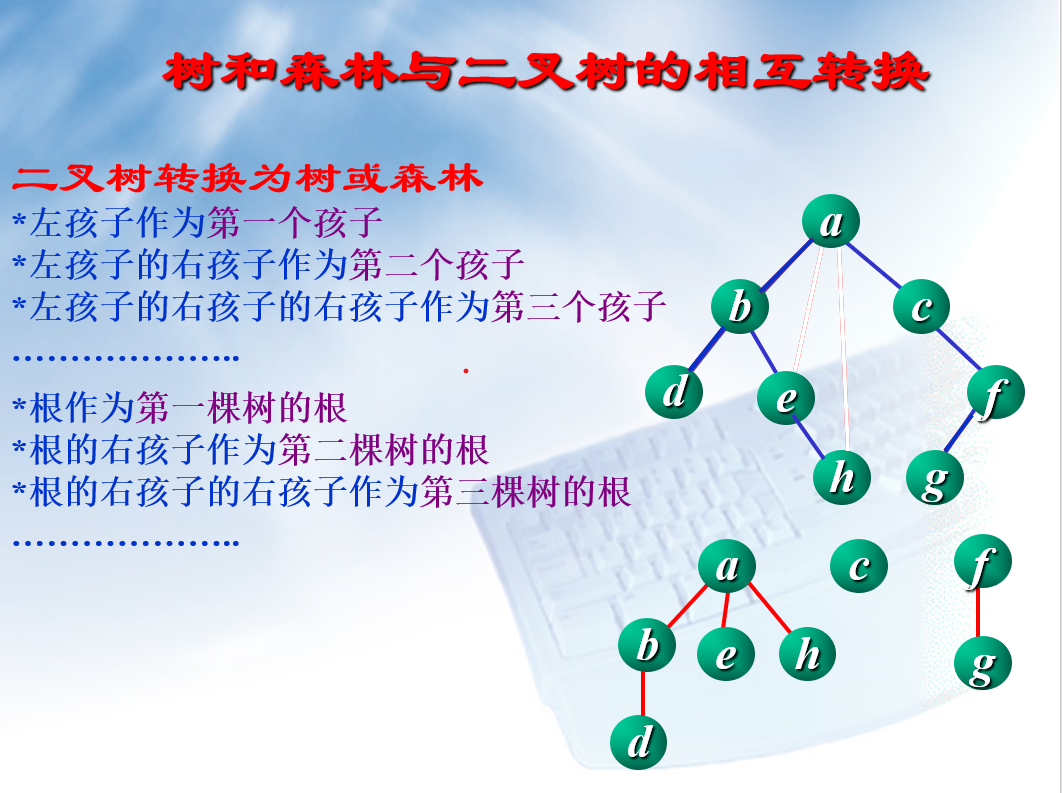 树和森林与二叉树的相互转换
二叉树转换为树或森林
*左孩子作为第一个孩子
*左孩子的右孩子作为第二个孩子
*左孩子的右孩子的右孩子作为第三个孩子
………………..
*根作为第一棵树的根
*根的右孩子作为第二棵树的根
*根的右孩子的右孩子作为第三棵树的根
………………..
a
b
c
d
e
f
h
g
a
c
f
b
e
h
g
d